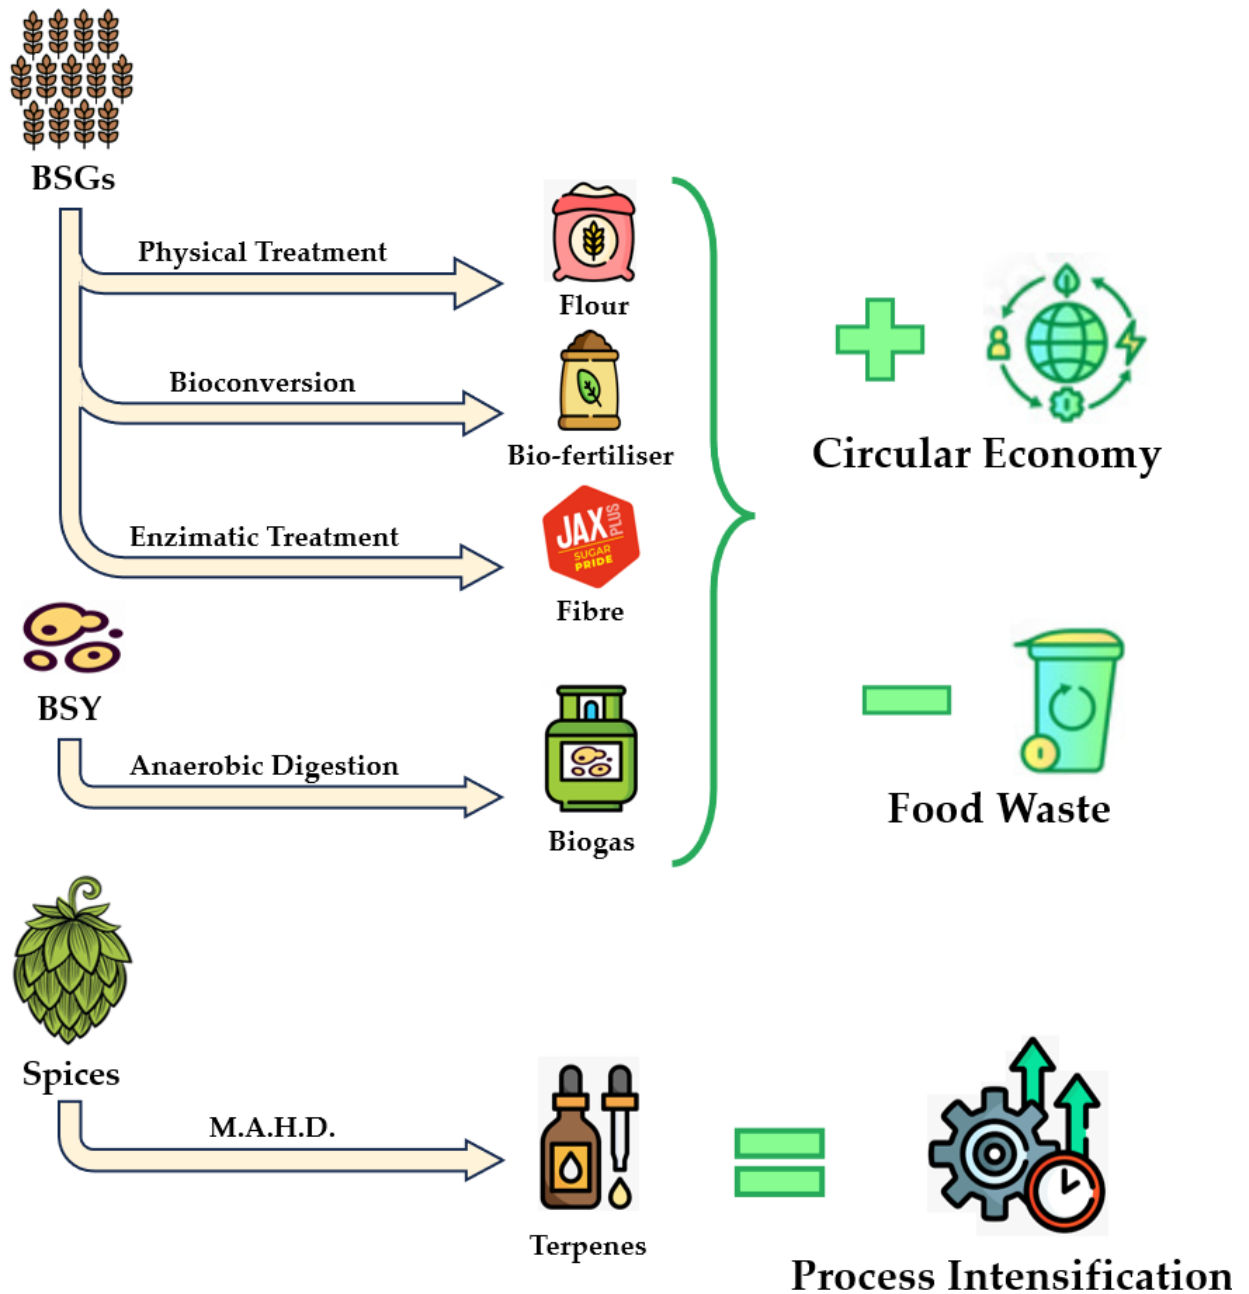 BSGs
Physical Treatment
Flour
Bioconversion
Bio-fertiliser
Enzimatic Treatment
JAX PLUS
SUGAR
PRIDE
Fibre
BSY
Anaerobic Digestion
Biogas
Circular Economy
Food Waste
Spices
M.A.H.D.
Terpenes
Process Intensification